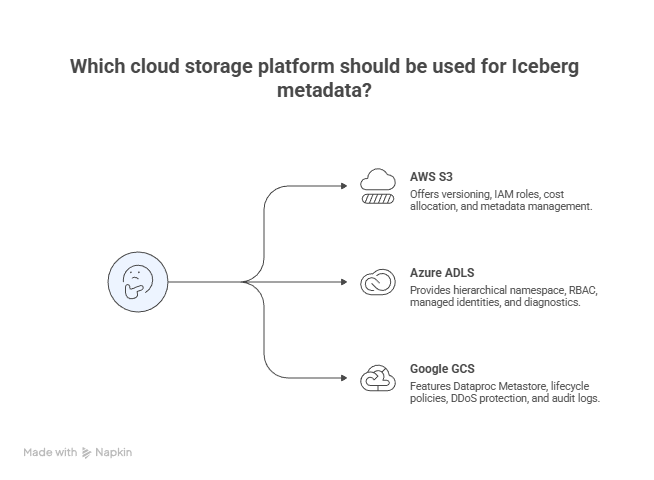 Which cloud storage platform should be used for Iceberg
metadata?
AWS S3
Offers versioning, IAM roles, cost
allocation, and metadata management.
Azure ADLS
Provides hierarchical namespace, RBAC,
managed identities, and diagnostics.
Google GCS
Features Dataproc Metastore, lifecycle
policies, DDoS protection, and audit logs.
Made with Napkin